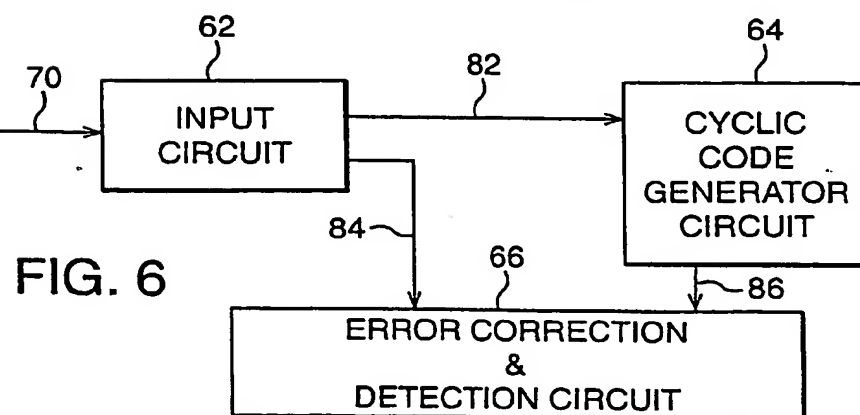 62
64
70
82
INPUT
CIRCUIT
CYCLIC
CODE
GENERATOR
CIRCUIT
84
FIG. 6
66
86
ERROR CORRECTION
&
DETECTION CIRCUIT